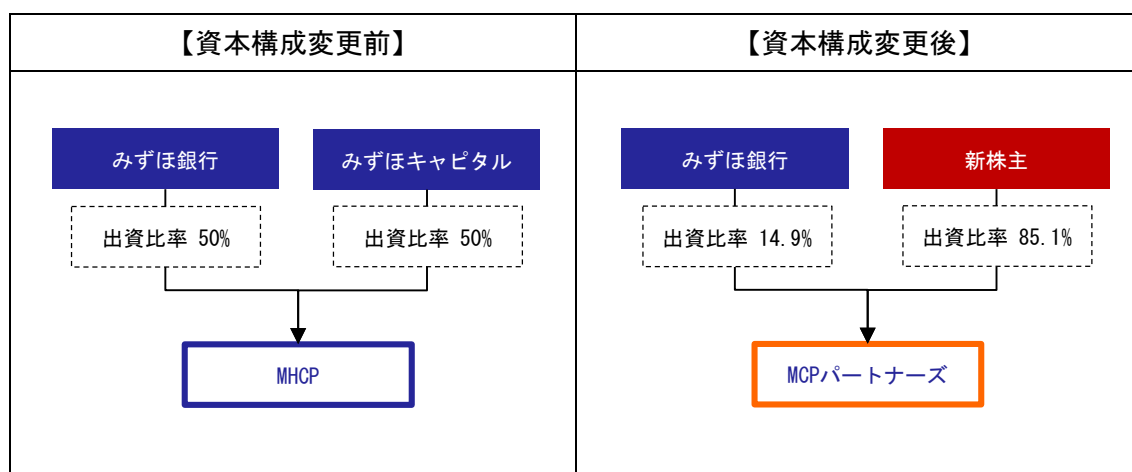 【資本構成変更前】
【資本構成変更後】
みずほ銀行
みずほキャピタル
出資比率 50%
出資比率 50%
MHCP
みずほ銀行
新株主
出資比率 14.9%
出資比率 85.1%
MCPパートナーズ